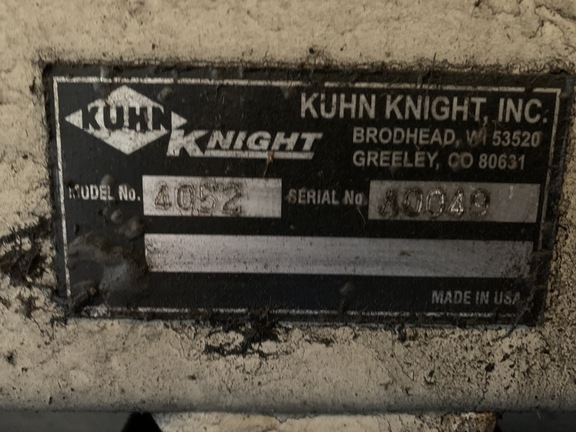 KUHN
KNIGHT
KUHN KNIGHT, INC.
BRODHEAD, WI 53520
GREELEY, CO 80631
MODEL No. 4052
SERIAL No. A0049
MADE IN USA